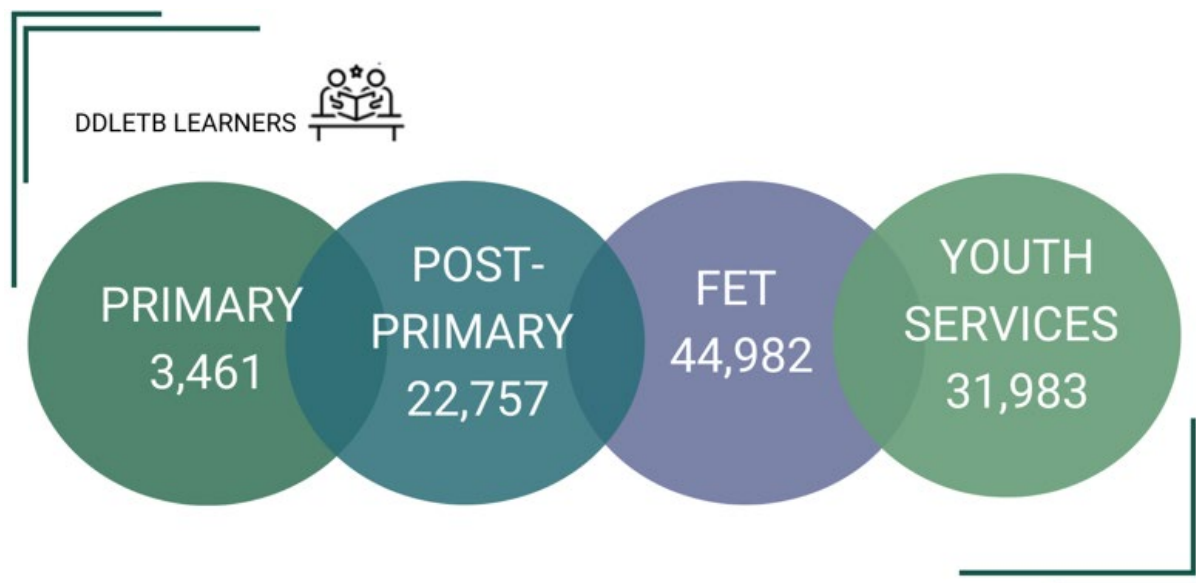 DDLETB LEARNERS
PRIMARY
3,461
POST-
PRIMARY
22,757
FET
44,982
YOUTH
SERVICES
31,983